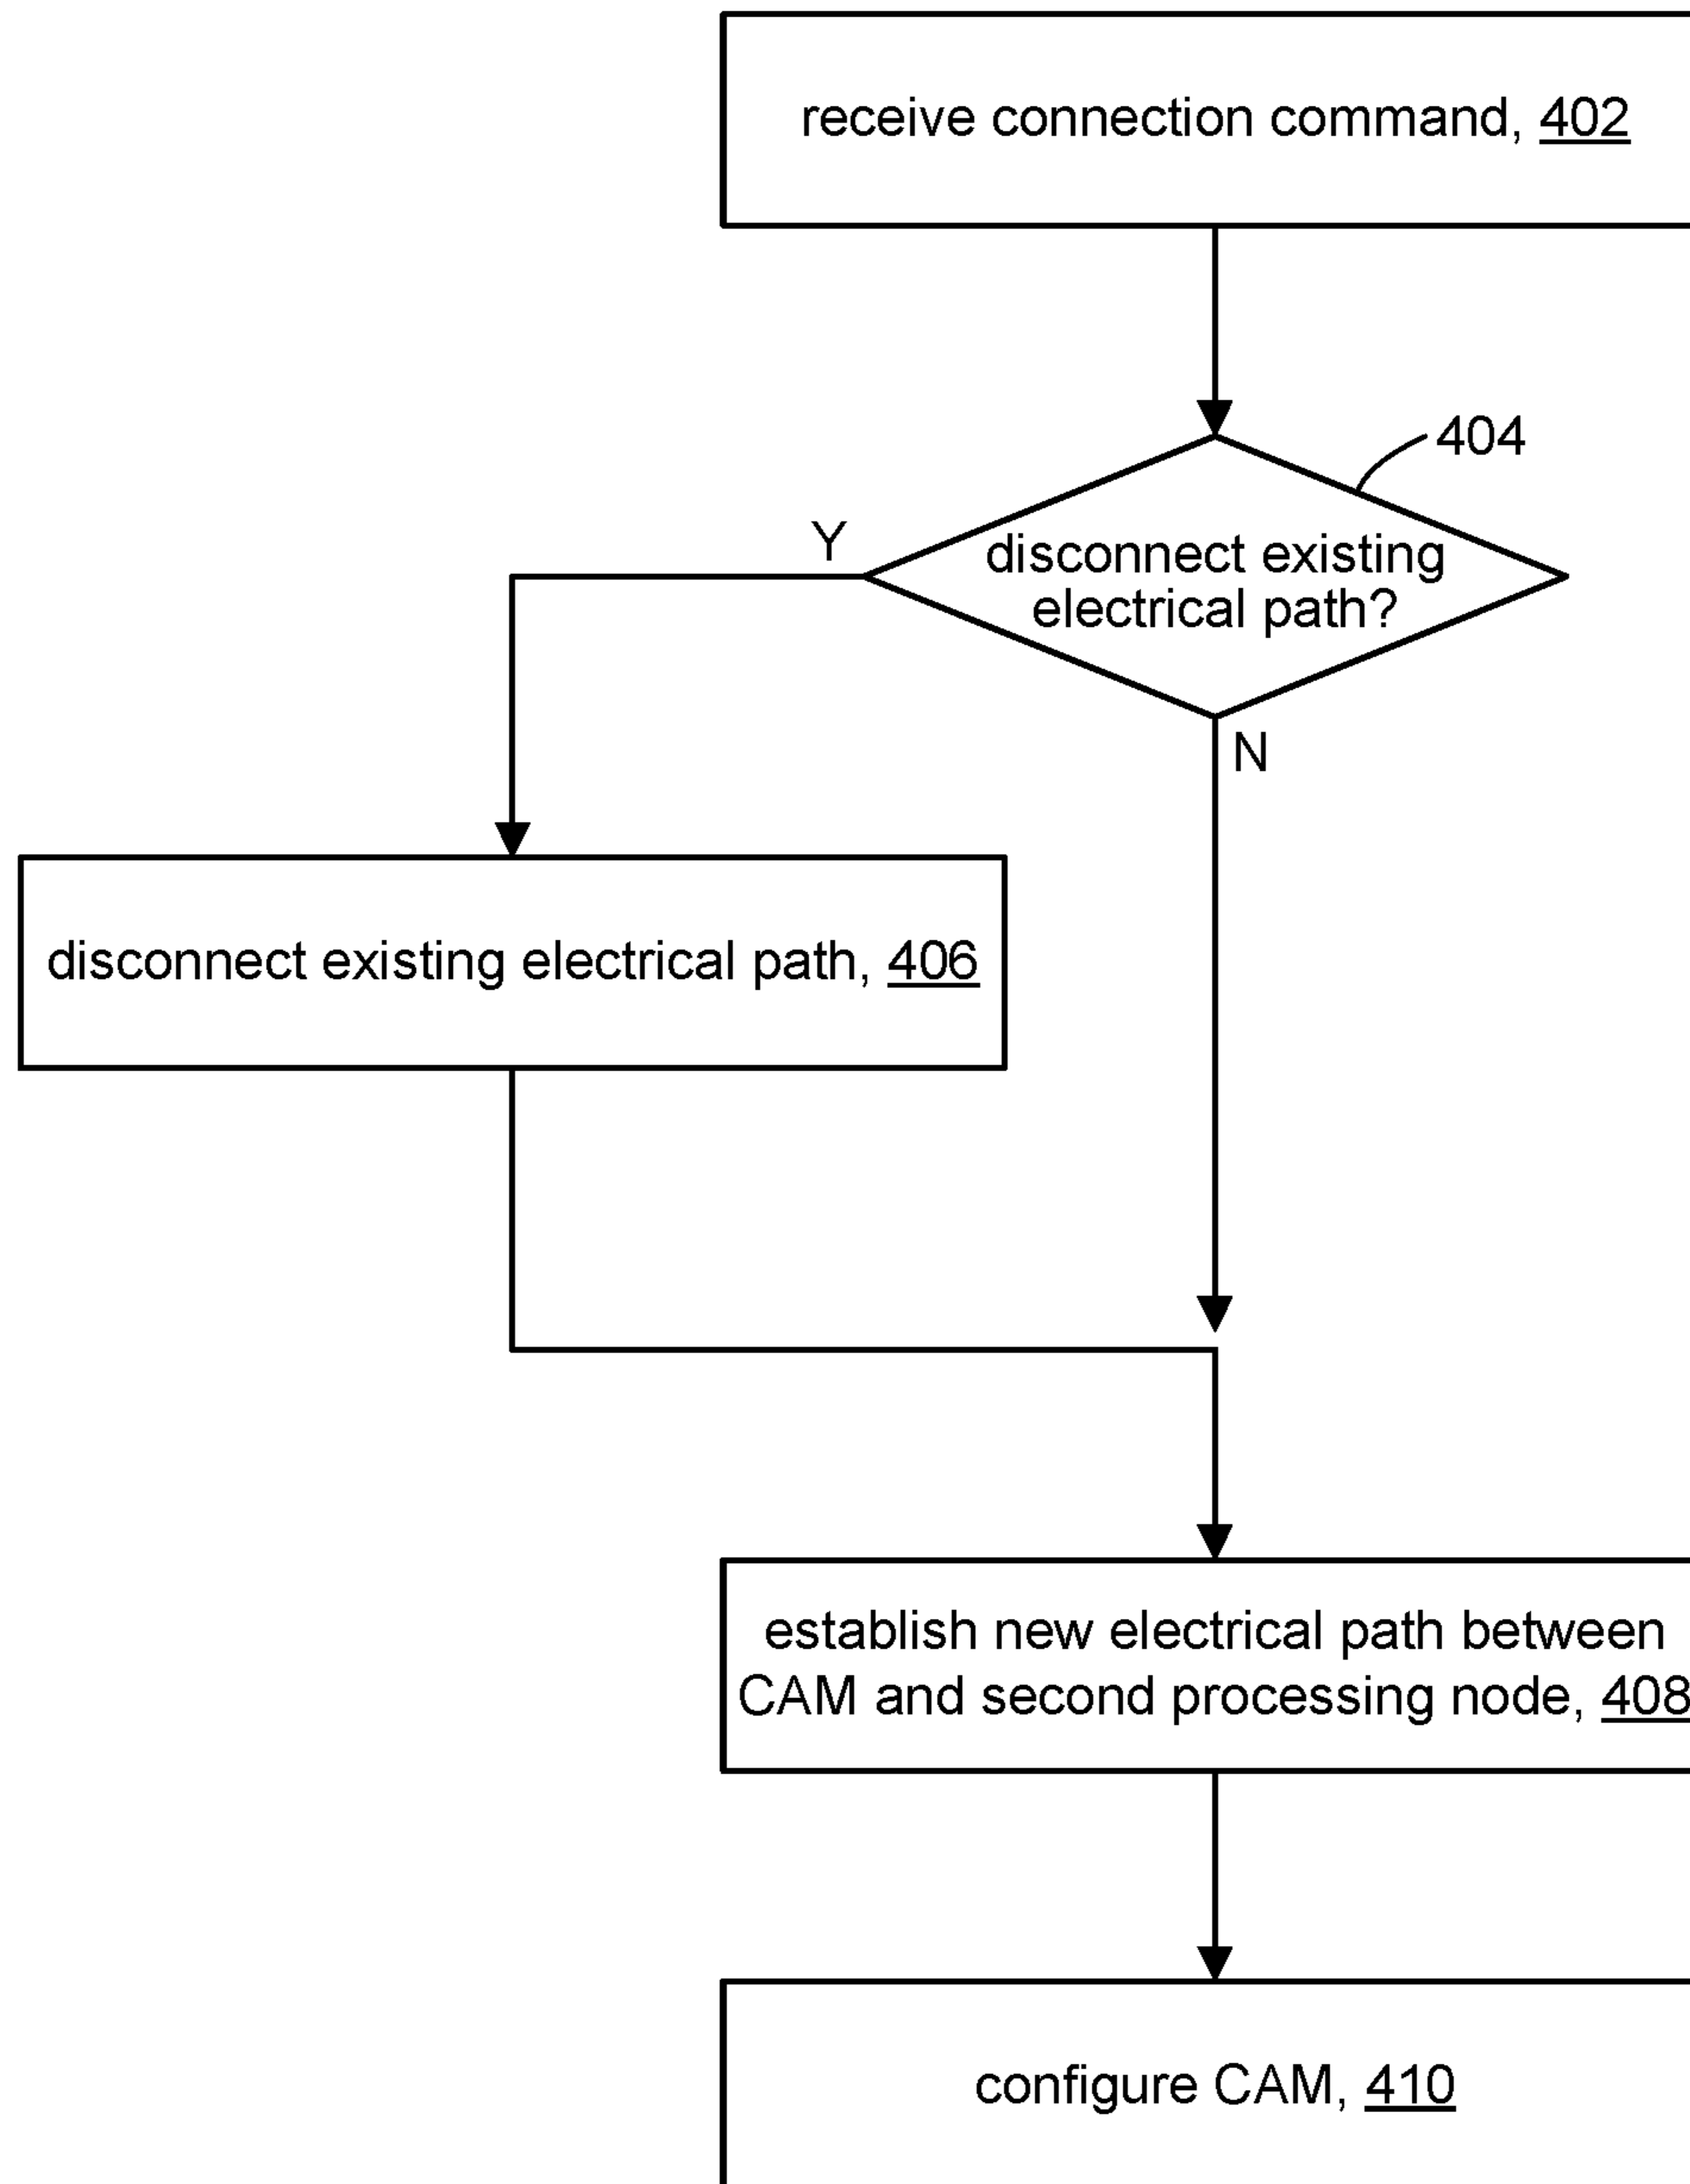 receive connection command, 402
404
disconnect existing
electrical path?
Y
N
disconnect existing electrical path, 406
establish new electrical path between
CAM and second processing node, 408
configure CAM, 410